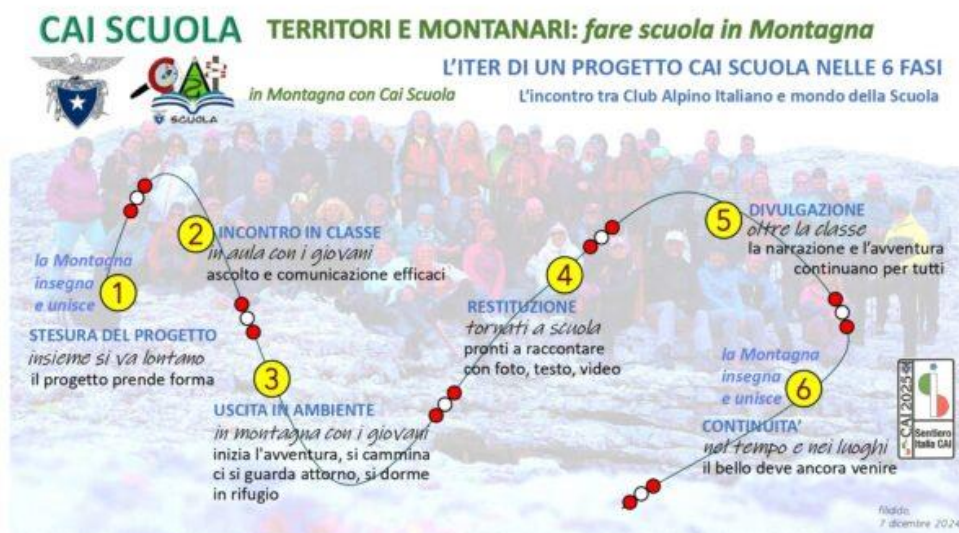 CAI SCUOLA
TERRITORI E MONTANARI: fare scuola in Montagna
L'ITER DI UN PROGETTO CAI SCUOLA NELLE 6 FASI
in Montagna con Cai Scuola
L'incontro tra Club Alpino Italiano e mondo della Scuola
CAI
SCUOLA
la Montagna
insegna
e unisce
1
STESURA DEL PROGETTO
insieme si va lontano
il progetto prende forma
2
INCONTRO IN CLASSE
in aula con i giovani
ascolto e comunicazione efficaci
3
USCITA IN AMBIENTE
in montagna con i giovani
inizia l'avventura, si cammina
ci si guarda attorno, si dorme
in rifugio
4
RESTITUZIONE
tornati a scuola
pronti a raccontare
con foto, testo, video
5
DIVULGAZIONE
oltre la classe
la narrazione e l'avventura
continuano per tutti
la Montagna
insegna
e unisce
6
CONTINUITA'
nel tempo e nei luoghi
il bello deve ancora venire
CAI 2025
Sentiero
Italia CAI
filidido,
7 dicembre 2024